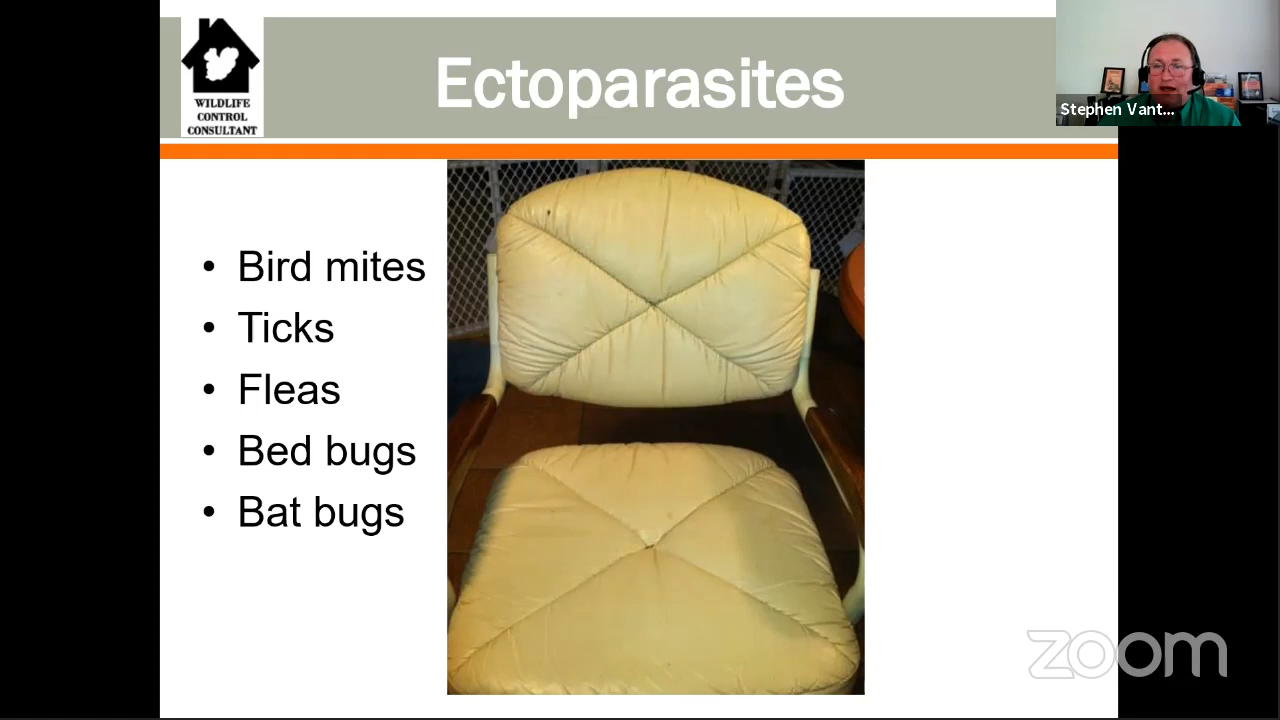 WILDLIFE
CONTROL
CONSULTANT
Ectoparasites
Stephen Vant...
• Bird mites
• Ticks
• Fleas
• Bed bugs
• Bat bugs
zoom